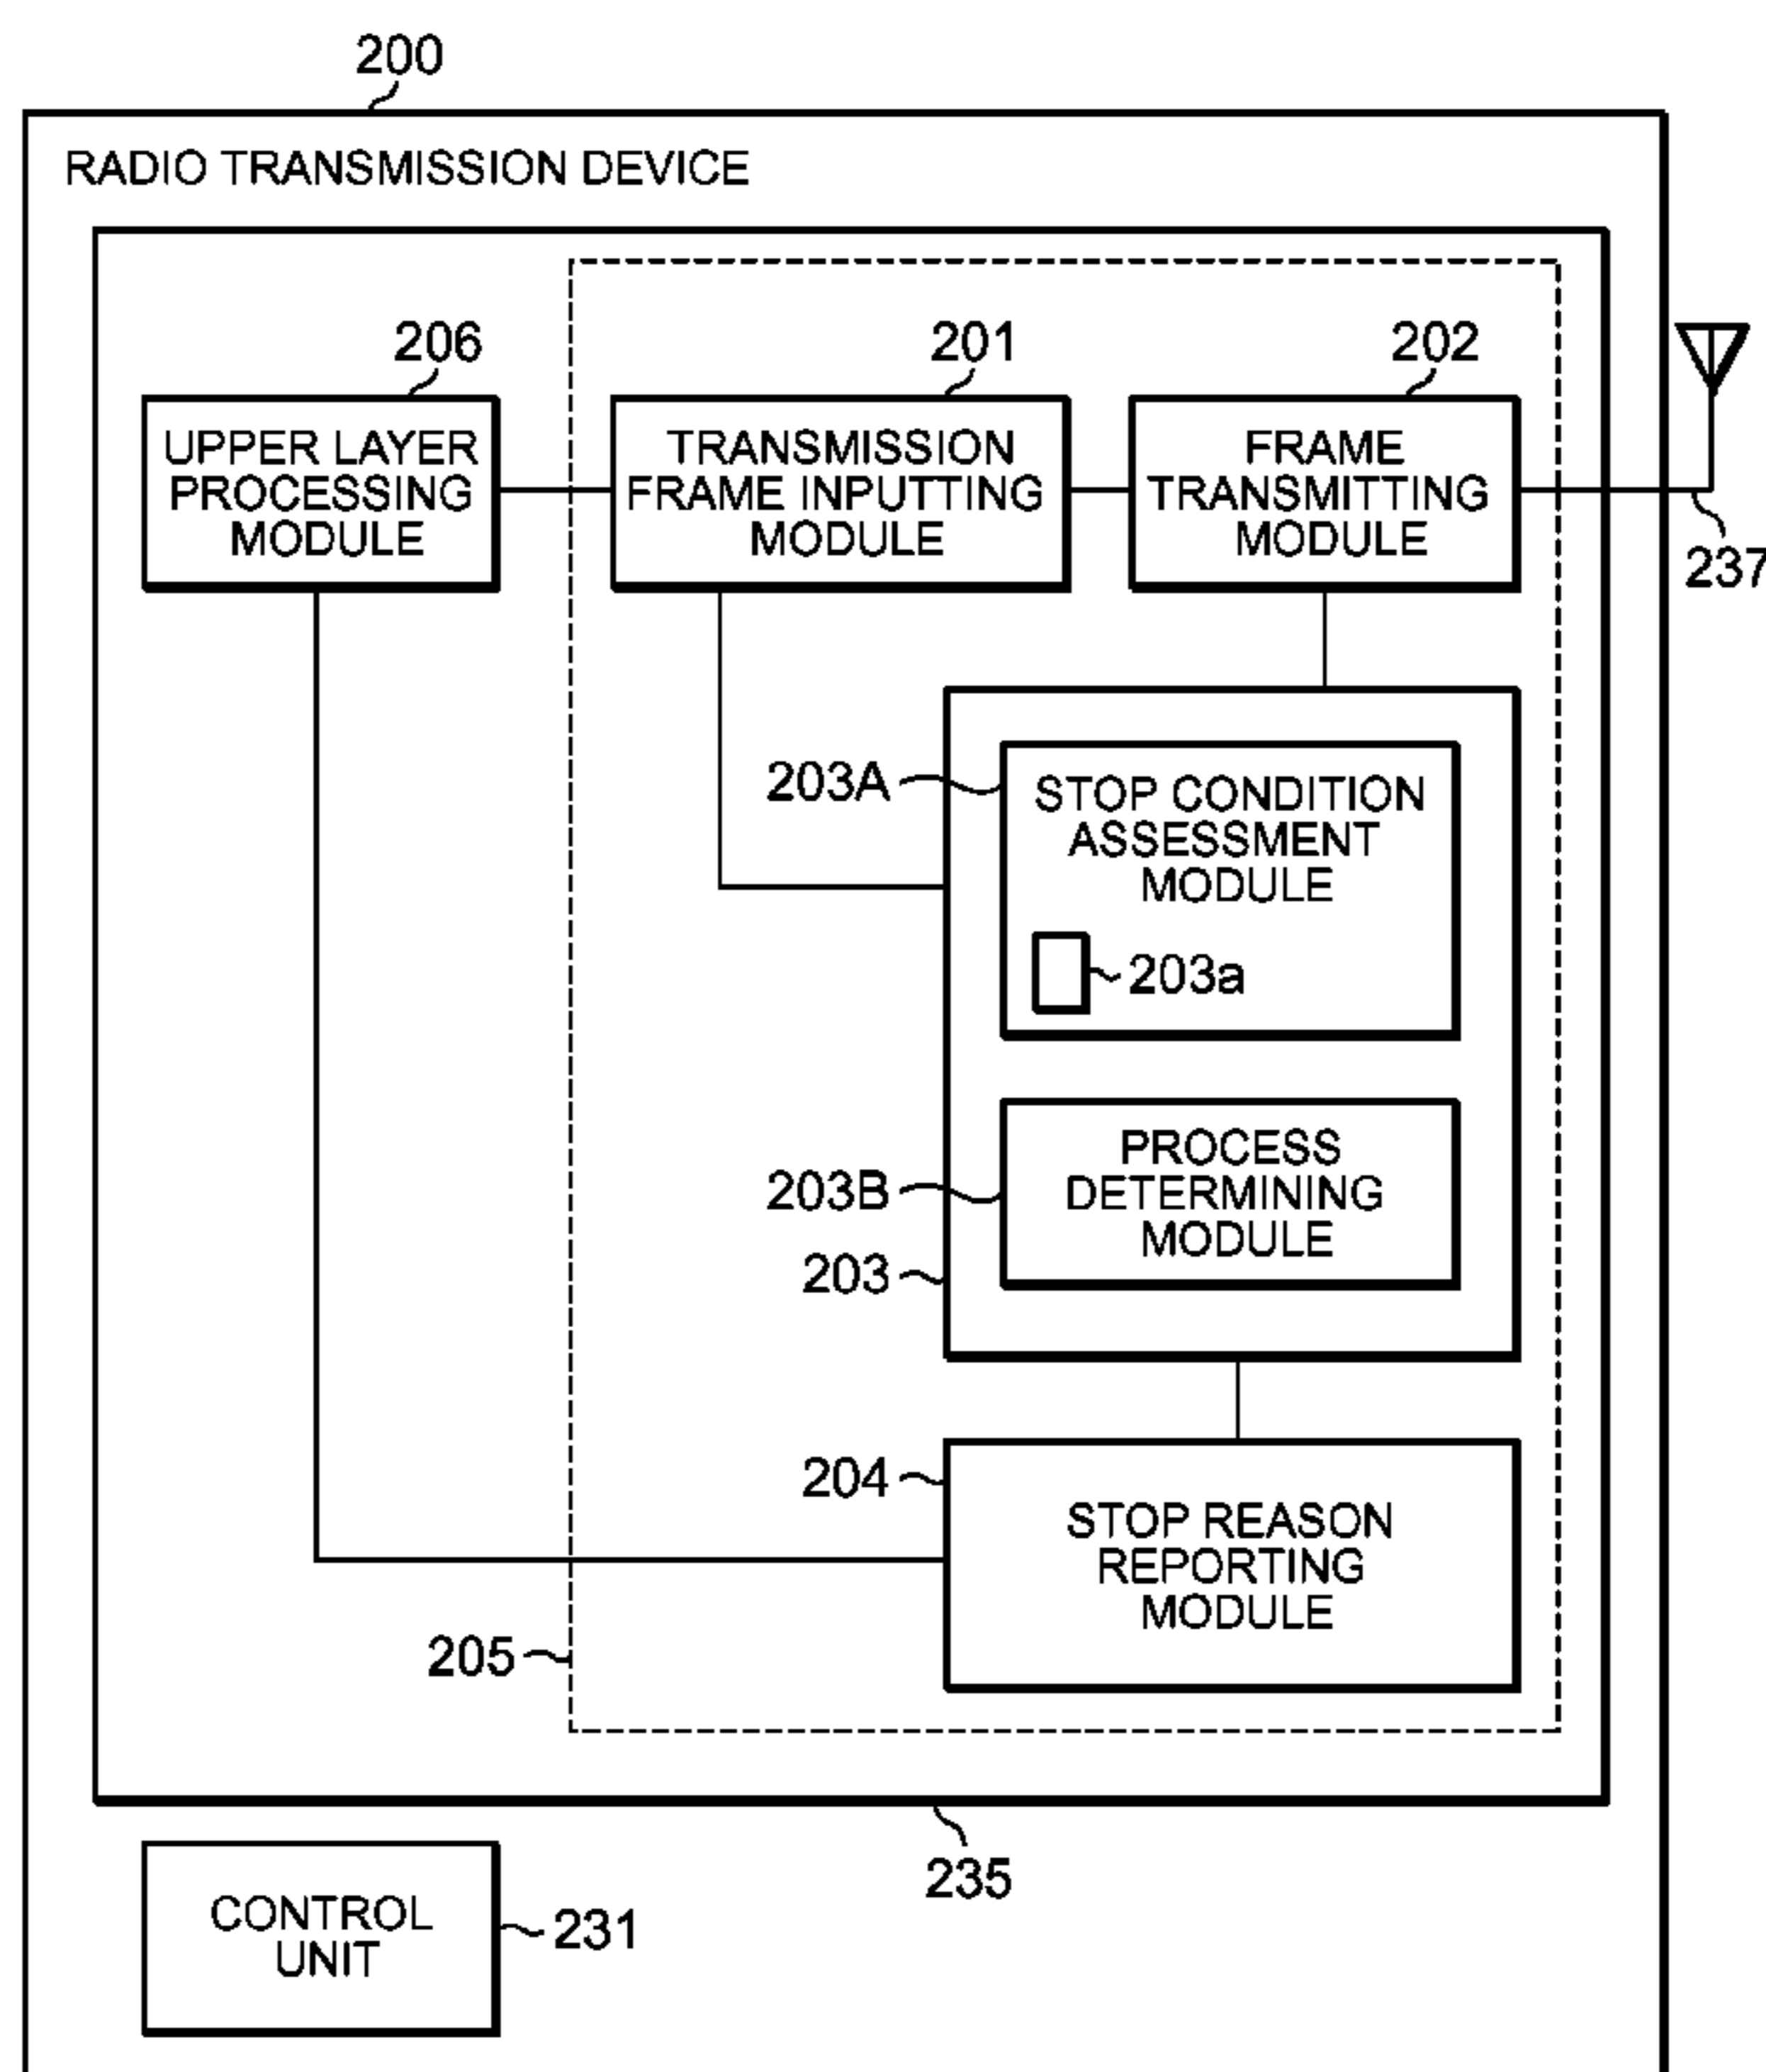 200
RADIO TRANSMISSION DEVICE
206
201
202
UPPER LAYER
PROCESSING
MODULE
TRANSMISSION
FRAME INPUTTING
MODULE
FRAME
TRANSMITTING
MODULE
237
203A
STOP CONDITION
ASSESSMENT
MODULE
203a
203B
PROCESS
DETERMINING
MODULE
203
204
STOP REASON
REPORTING
MODULE
205
235
CONTROL
UNIT
231